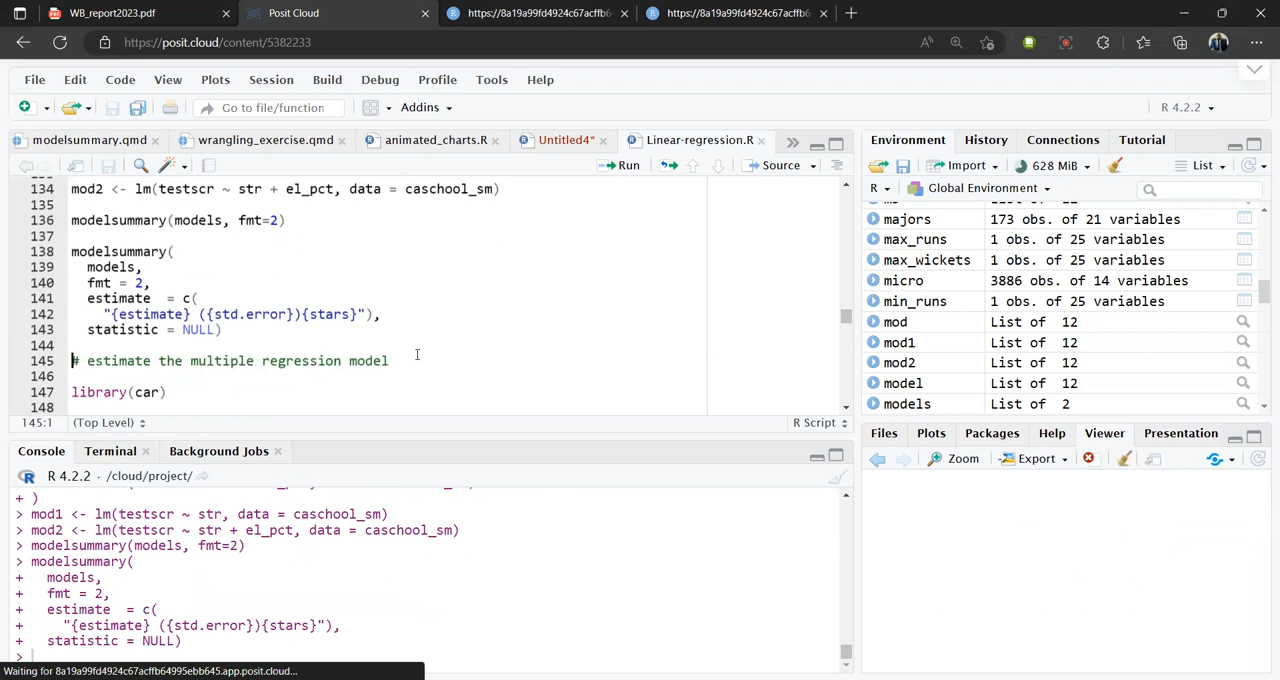 WB_report2023.pdf
Posit Cloud
https://8a19a99fd4924c67acffb6
https://8a19a99fd4924c67acffb6
https://posit.cloud/content/5382233
File Edit Code View Plots Session Build Debug Profile Tools Help
Go to file/function
Addins
R 4.2.2
modelsummary.qmd
wrangling_exercise.qmd
animated_charts.R
Untitled4*
Linear-regression.R
Run
Source
134 mod2 <- lm(testscr ~ str + el_pct, data = caschool_sm)
135
136 modelsummary(models, fmt=2)
137
138 modelsummary(
139 models,
140 fmt = 2,
141 estimate  = c(
142 "{estimate} ({std.error}){stars}"),
143 statistic = NULL)
144
145 # estimate the multiple regression model
146
147 library(car)
148
145:1 (Top Level) R Script
Console Terminal Background Jobs
R 4.2.2 · /cloud/project/
+ )
> mod1 <- lm(testscr ~ str, data = caschool_sm)
> mod2 <- lm(testscr ~ str + el_pct, data = caschool_sm)
> modelsummary(models, fmt=2)
> modelsummary(
+ models,
+ fmt = 2,
+ estimate  = c(
+ "{estimate} ({std.error}){stars}"),
+ statistic = NULL)
>
Waiting for 8a19a99fd4924c67acffb64995ebb645.app.posit.cloud...
Environment History Connections Tutorial
Import 628 MiB List
R Global Environment
majors 173 obs. of 21 variables
max_runs 1 obs. of 25 variables
max_wickets 1 obs. of 25 variables
micro 3886 obs. of 14 variables
min_runs 1 obs. of 25 variables
mod List of 12
mod1 List of 12
mod2 List of 12
model List of 12
models List of 2
Files Plots Packages Help Viewer Presentation
Zoom Export